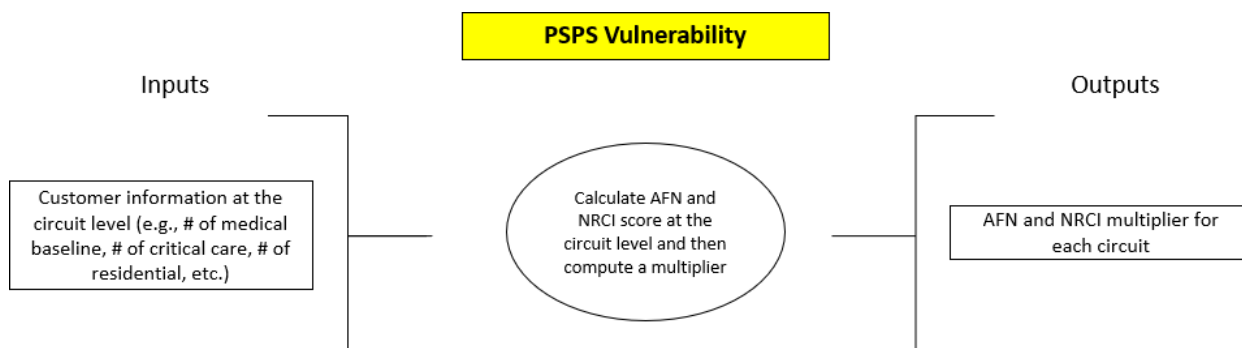 PSPS Vulnerability
Inputs
Outputs
Customer information at the
circuit level (e.g., # of medical
baseline, # of critical care, # of
residential, etc.)
Calculate AFN and
NRCI score at the
circuit level and then
compute a multiplier
AFN and NRCI multiplier for
each circuit